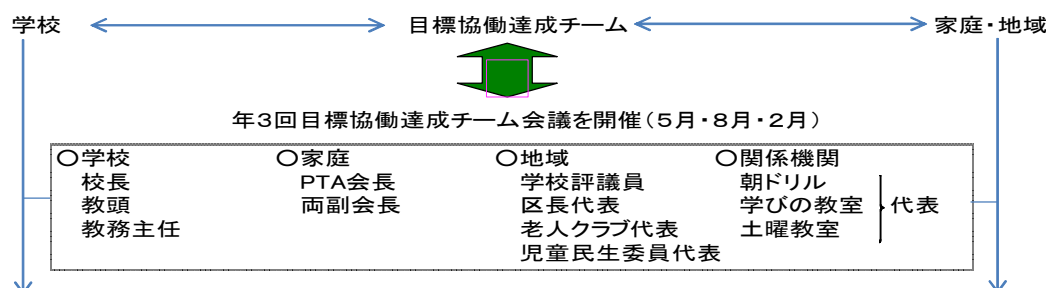 学校 目標協働達成チーム 家庭・地域
年3回目標協働達成チーム会議を開催(5月・8月・2月)
○学校 ○家庭 ○地域 ○関係機関
校長 PTA会長 学校評議員 朝ドリル
教頭 両副会長 区長代表 学びの教室 代表
教務主任 老人クラブ代表 土曜教室
児童民生委員代表